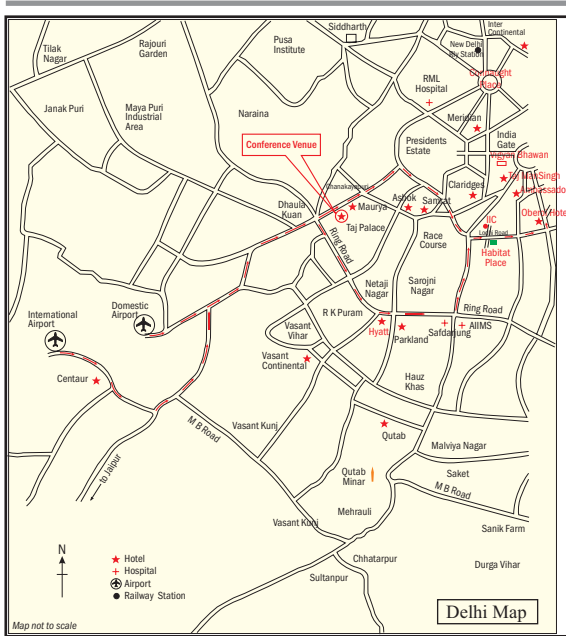 Inter
Continental
Siddharth
Pusa
Institute
Rajouri
Garden
Tilak
Nagar
New Delhi
Rly Station
Connaught
Place
RML
Hospital
Janak Puri
Maya Puri
Industrial
Area
Naraina
Meridian
India
Gate
Presidents
Estate
Conference Venue
Vigyan Bhawan
Taj ManSingh
Chanakayapuri
Claridges
Ambassador
Ashok
Samrat
Maurya
Dhaula
Kuan
Taj Palace
Oberoi Hotel
IIC
Lodhi Road
Race
Course
Habitat
Place
Ring Road
Netaji
Nagar
Sarojni
Nagar
Domestic
Airport
International
Airport
R K Puram
Ring Road
Vasant
Vihar
Hyatt
Parkland
Safdarjung
AIIMS
Vasant
Continental
Centaur
Hauz
Khas
M B Road
Vasant Kunj
Qutab
Malviya Nagar
to Jaipur
Qutab
Minar
Saket
M B Road
Mehrauli
Vasant Kunj
Sanik Farm
Chhatarpur
Durga Vihar
Sultanpur
N
Hotel
Hospital
Airport
Railway Station
Map not to scale
Delhi Map